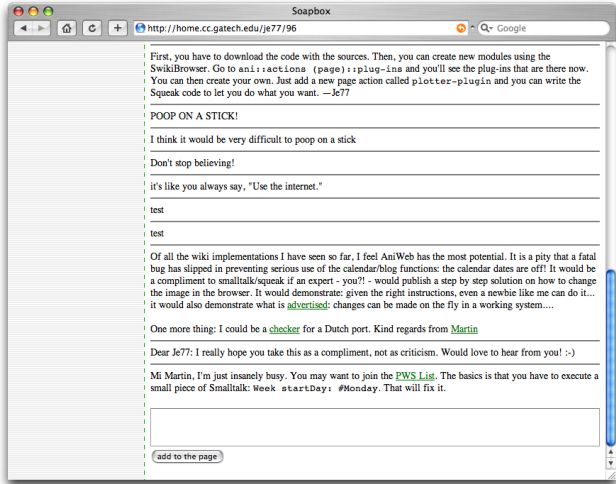 Soapbox
http://home.cc.gatech.edu/je77/96
Google
First, you have to download the code with the sources. Then, you can create new modules using the
SwikiBrowser. Go to ani::actions (page)::plug-ins and you'll see the plug-ins that are there now.
You can then create your own. Just add a new page action called plotter-plugin and you can write the
Squeak code to let you do what you want. —Je77
POOP ON A STICK!
I think it would be very difficult to poop on a stick
Don't stop believing!
it's like you always say, "Use the internet."
test
test
Of all the wiki implementations I have seen so far, I feel AniWeb has the most potential. It is a pity that a fatal
bug has slipped in preventing serious use of the calendar/blog functions: the calendar dates are off! It would be
a compliment to smalltalk/squeak if an expert - you?! - would publish a step by step solution on how to change
the image in the browser. It would demonstrate: given the right instructions, even a newbie like me can do it...
it would also demonstrate what is advertised: changes can be made on the fly in a working system....
One more thing: I could be a checker for a Dutch port. Kind regards from Martin
Dear Je77: I really hope you take this as a compliment, not as criticism. Would love to hear from you! :-)
Mi Martin, I'm just insanely busy. You may want to join the PWS List. The basics is that you have to execute a
small piece of Smalltalk: Week startDay: #Monday. That will fix it.
add to the page